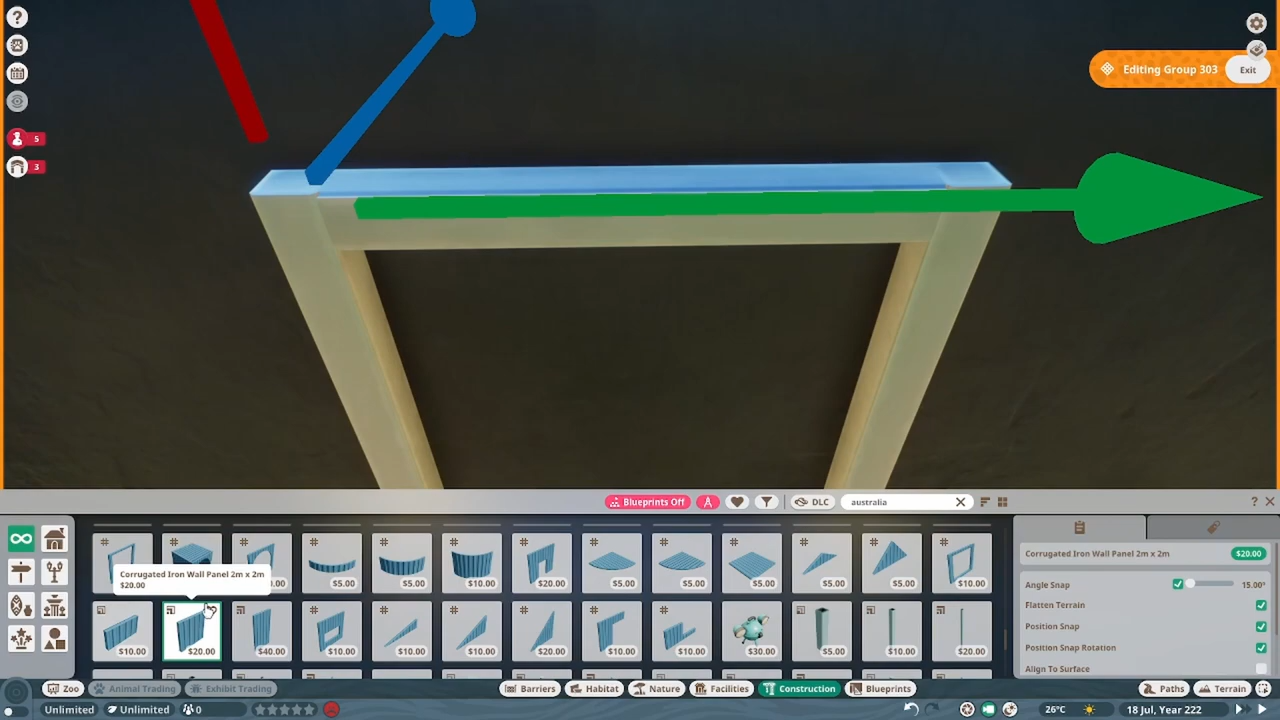 ?
Editing Group 303
Exit
5
3
Blueprints Off
DLC
australia
?
Corrugated Iron Wall Panel 2m x 2m
$20.00
$5.00
$5.00
$10.00
$20.00
$5.00
$5.00
$5.00
$5.00
$5.00
$10.00
$10.00
$20.00
$40.00
$10.00
$10.00
$10.00
$20.00
$10.00
$10.00
$30.00
$5.00
$10.00
$20.00
Corrugated Iron Wall Panel 2m x 2m
$20.00
Angle Snap
15.00°
Flatten Terrain
Position Snap
Position Snap Rotation
Align To Surface
Zoo
Animal Trading
Exhibit Trading
Barriers
Habitat
Nature
Facilities
Construction
Blueprints
Paths
Terrain
Unlimited
Unlimited
0
26°C
18 Jul, Year 222